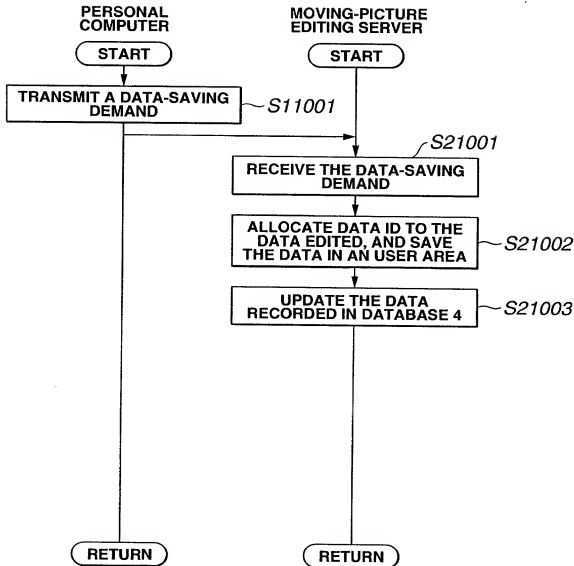 PERSONAL
COMPUTER
MOVING-PICTURE
EDITING SERVER
START
START
TRANSMIT A DATA-SAVING
DEMAND
S11001
S21001
RECEIVE THE DATA-SAVING
DEMAND
ALLOCATE DATA ID TO THE
DATA EDITED, AND SAVE
THE DATA IN AN USER AREA
S21002
UPDATE THE DATA
RECORDED IN DATABASE 4
S21003
RETURN
RETURN